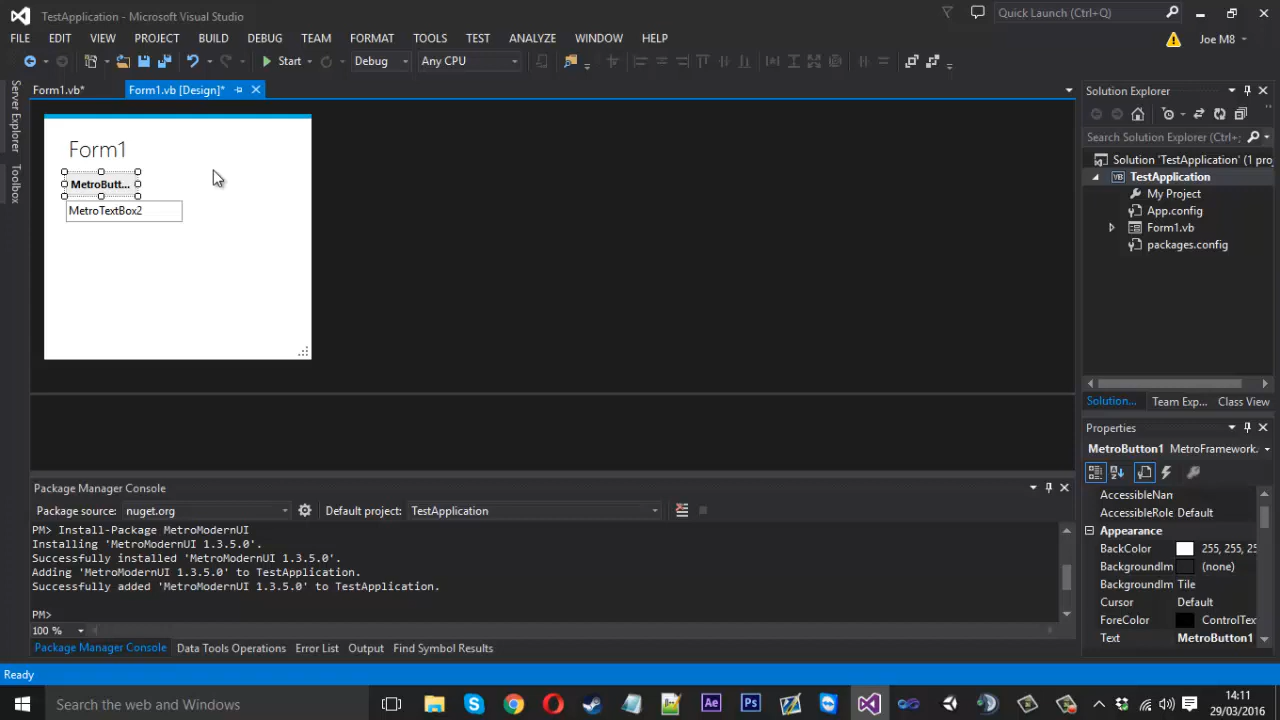 TestApplication - Microsoft Visual Studio
Quick Launch (Ctrl+Q)
FILE EDIT VIEW PROJECT BUILD DEBUG TEAM FORMAT TOOLS TEST ANALYZE WINDOW HELP
Joe M8
Start Debug Any CPU
Server Explorer
Toolbox
Form1.vb* Form1.vb [Design]*
Form1
MetroButt...
MetroTextBox2
Solution Explorer
Search Solution Explorer (Ctrl+;
Solution 'TestApplication' (1 pro
VB TestApplication
My Project
App.config
Form1.vb
packages.config
Solution... Team Exp... Class View
Properties
MetroButton1 MetroFramework.
AccessibleNan
AccessibleRole Default
Appearance
BackColor 255, 255, 25
BackgroundIm (none)
BackgroundIm Tile
Cursor Default
ForeColor ControlTex
Text MetroButton1
Package Manager Console
Package source: nuget.org Default project: TestApplication
PM> Install-Package MetroModernUI
Installing 'MetroModernUI 1.3.5.0'.
Successfully installed 'MetroModernUI 1.3.5.0'.
Adding 'MetroModernUI 1.3.5.0' to TestApplication.
Successfully added 'MetroModernUI 1.3.5.0' to TestApplication.
PM>
100 %
Package Manager Console Data Tools Operations Error List Output Find Symbol Results
Ready
Search the web and Windows
Ae Ps
14:11
29/03/2016